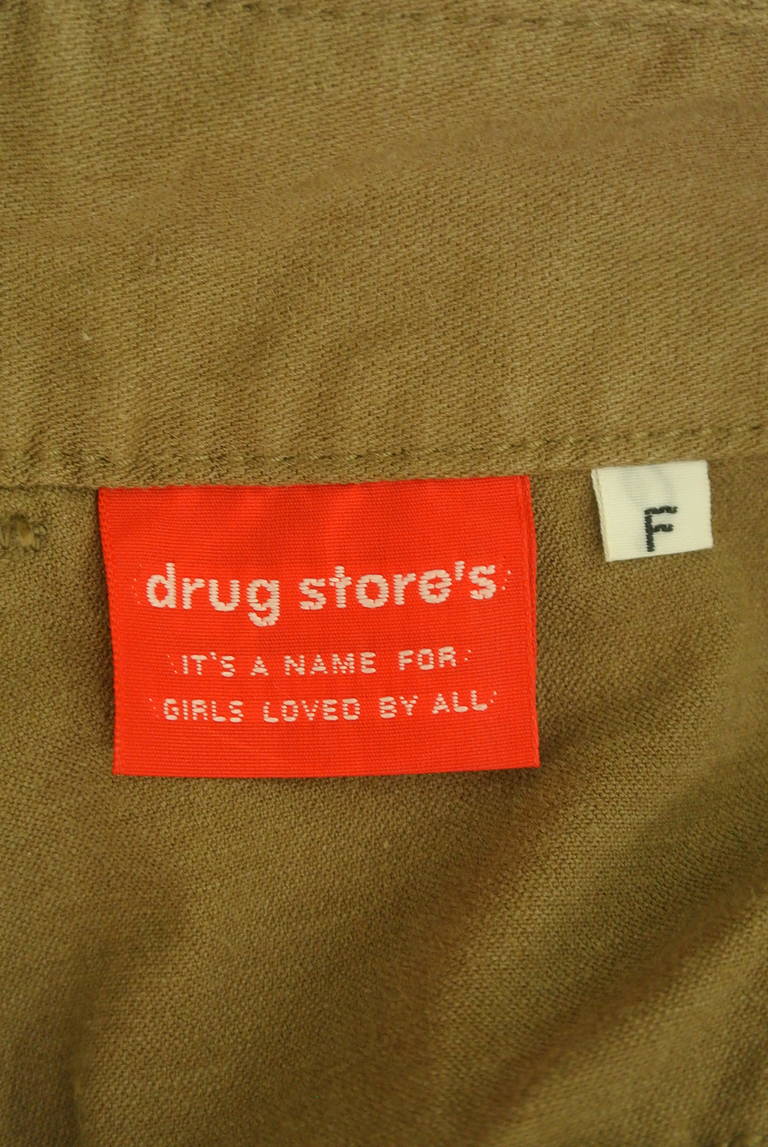 drug store's
IT'S A NAME FOR
GIRLS LOVED BY ALL
F